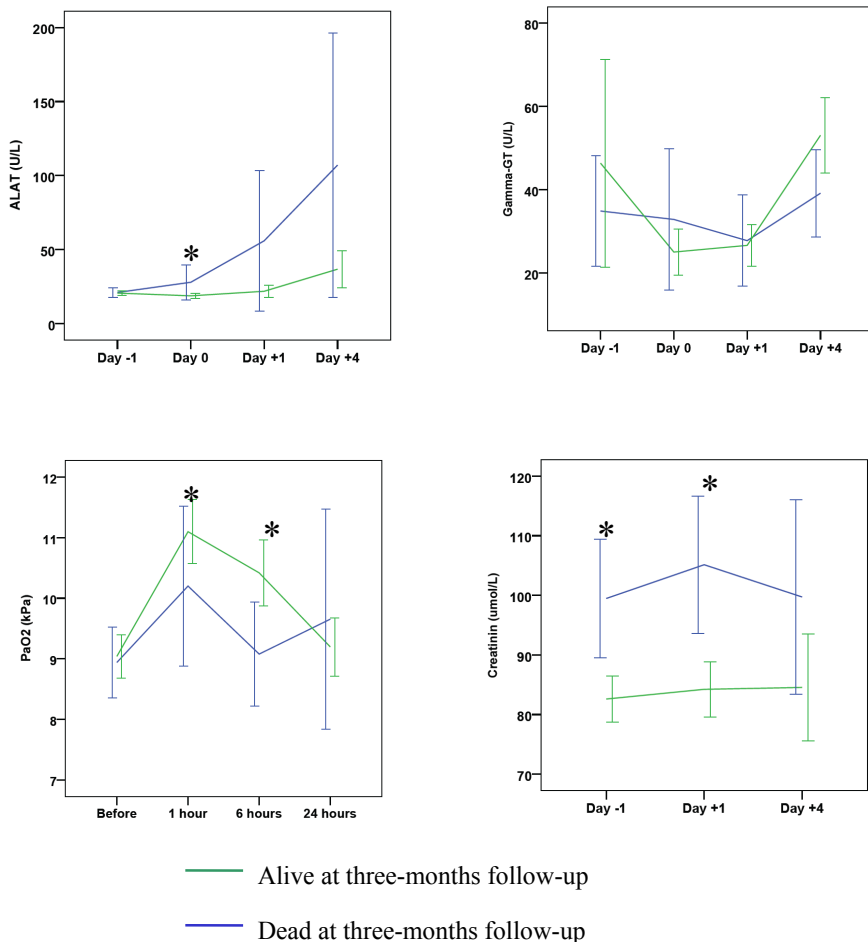 200
150
100
50
0
ALAT (U/L)
*
Day -1 Day 0 Day +1 Day +4
80
60
40
20
Gamma-GT (U/L)
Day -1 Day 0 Day +1 Day +4
12
11
10
9
8
7
PaO2 (kPa)
* *
Before 1 hour 6 hours 24 hours
120
110
100
90
80
70
Creatinin (umol/L)
* *
Day -1 Day +1 Day +4
Alive at three-months follow-up
Dead at three-months follow-up